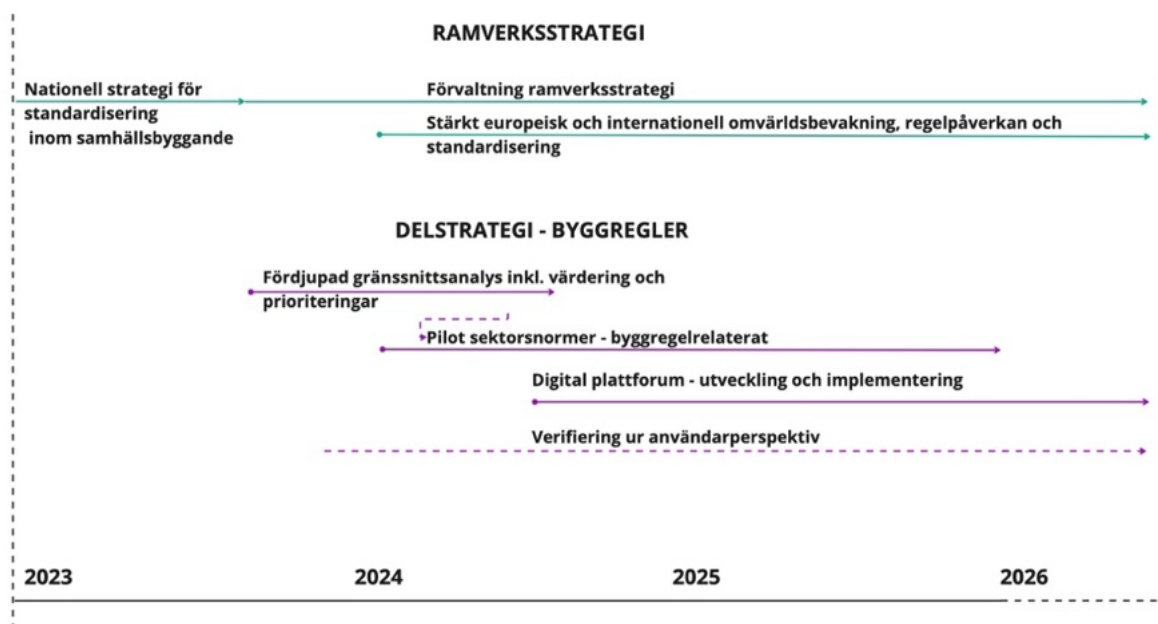 RAMVERKSSTRATEGI
Nationell strategi för
standardisering
inom samhällsbyggande
Förvaltning ramverksstrategi
Stärkt europeisk och internationell omvärldsbevakning, regelpåverkan och
standardisering
DELSTRATEGI - BYGGREGLER
Fördjupad gränssnittsanalys inkl. värdering och
prioriteringar
Pilot sektorsnormer - byggregelrelaterat
Digital plattforum - utveckling och implementering
Verifiering ur användarperspektiv
2023 2024 2025 2026